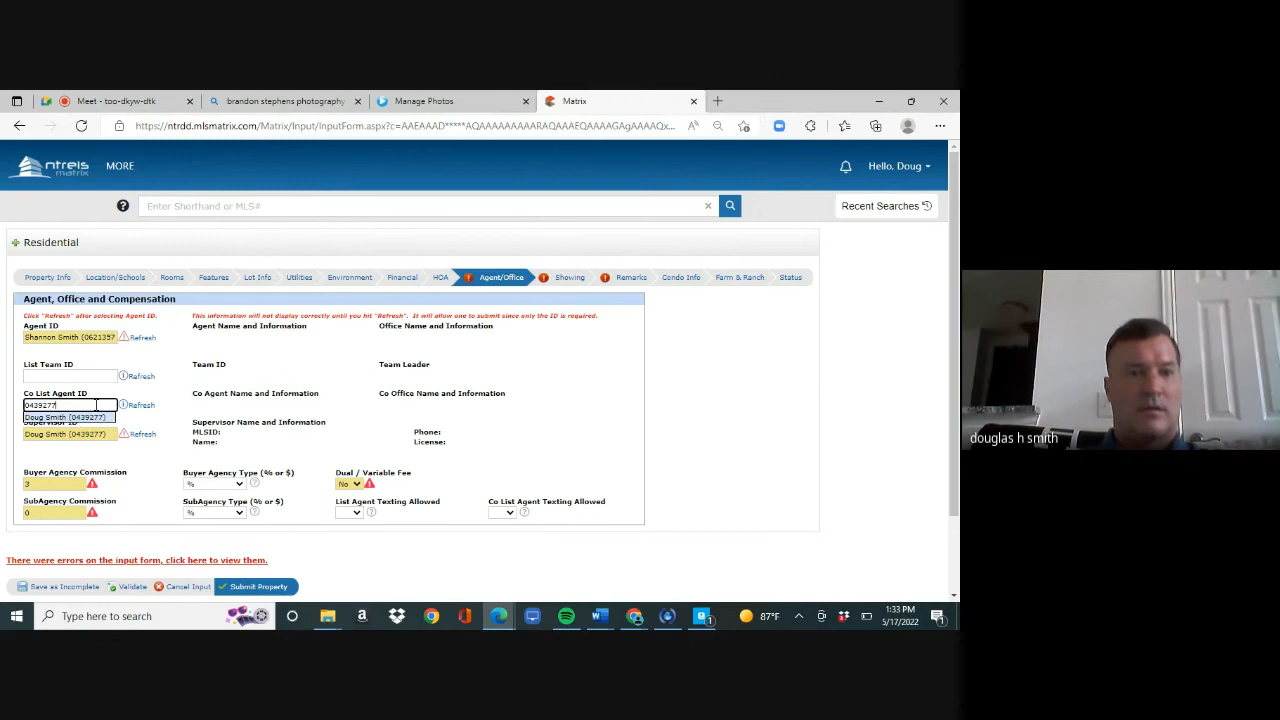 Meet - too-dkyw-dtk
brandon stephens photography
Manage Photos
Matrix
https://ntrdd.mlsmatrix.com/Matrix/Input/InputForm.aspx?c=AAEAAAD*****AQAAAAAAAAARAQAAAEQAAAAGAgAAAAQx...
ntreis
matrix
MORE
Hello, Doug
Enter Shorthand or MLS#
Recent Searches
Residential
Property Info
Location/Schools
Rooms
Features
Lot Info
Utilities
Environment
Financial
HOA
Agent/Office
Showing
Remarks
Condo Info
Farm & Ranch
Status
Agent, Office and Compensation
Click "Refresh" after selecting Agent ID.
This information will not display correctly until you hit "Refresh". It will allow one to submit since only the ID is required.
Agent ID
Agent Name and Information
Office Name and Information
Shannon Smith (0621357
Refresh
List Team ID
Team ID
Team Leader
Refresh
Co List Agent ID
Co Agent Name and Information
Co Office Name and Information
0439277
Refresh
Doug Smith (0439277)
Supervisor ID
Supervisor Name and Information
Doug Smith (0439277)
Refresh
MLSID:
Phone:
Name:
License:
Buyer Agency Commission
Buyer Agency Type (% or $)
Dual / Variable Fee
3
%
No
SubAgency Commission
SubAgency Type (% or $)
List Agent Texting Allowed
Co List Agent Texting Allowed
0
%
There were errors on the input form, click here to view them.
Save as Incomplete
Validate
Cancel Input
Submit Property
Type here to search
87°F
1:33 PM
5/17/2022
douglas h smith